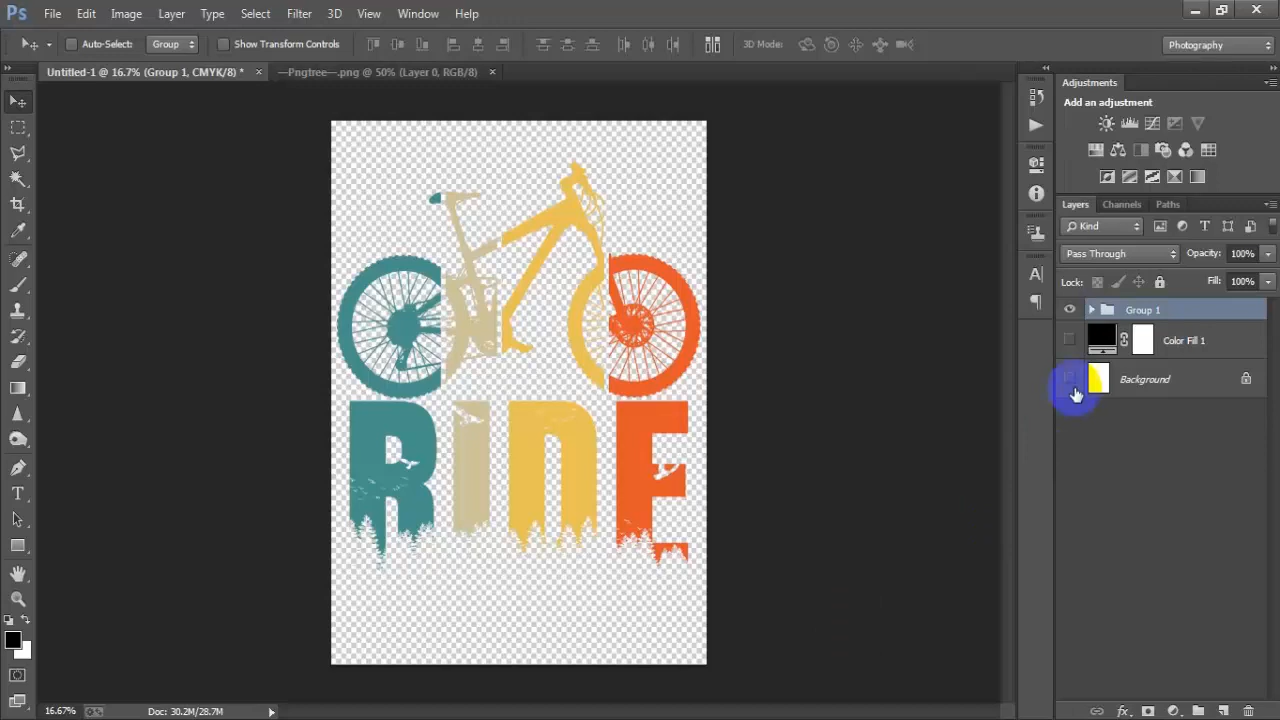 Ps File Edit Image Layer Type Select Filter 3D View Window Help
Auto-Select: Group Show Transform Controls 3D Mode: Photography
Untitled-1 @ 16.7% (Group 1, CMYK/8) * × —Pngtree—.png @ 50% (Layer 0, RGB/8) ×
Adjustments
Add an adjustment
Layers Channels Paths
Kind
Pass Through Opacity: 100%
Lock: Fill: 100%
Group 1
Color Fill 1
Background
RinE
16.67% Doc: 30.2M/28.7M